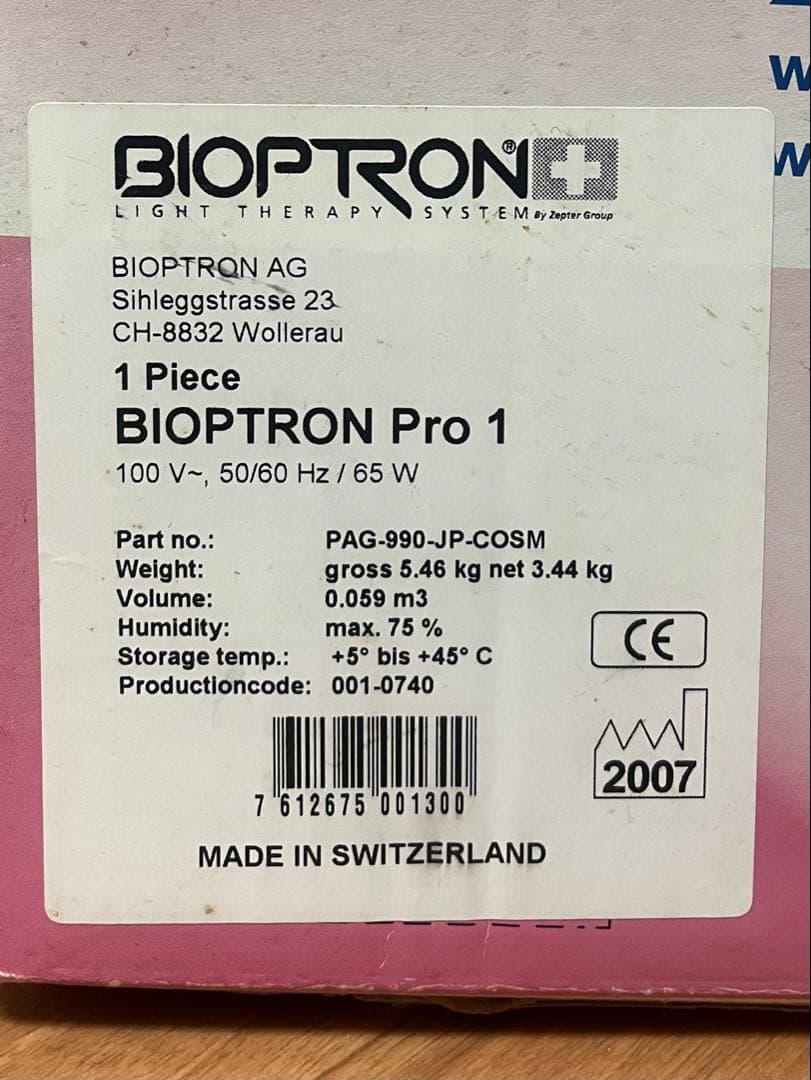 BIOPTRON®
LIGHT THERAPY SYSTEM By Zepter Group
BIOPTRON AG
Sihleggstrasse 23
CH-8832 Wollerau
1 Piece
BIOPTRON Pro 1
100 V~, 50/60 Hz / 65 W
Part no.: PAG-990-JP-COSM
Weight: gross 5.46 kg net 3.44 kg
Volume: 0.059 m3
Humidity: max. 75 %
Storage temp.: +5° bis +45° C
Productioncode: 001-0740
CE
2007
7 612675 001300
MADE IN SWITZERLAND
w
w